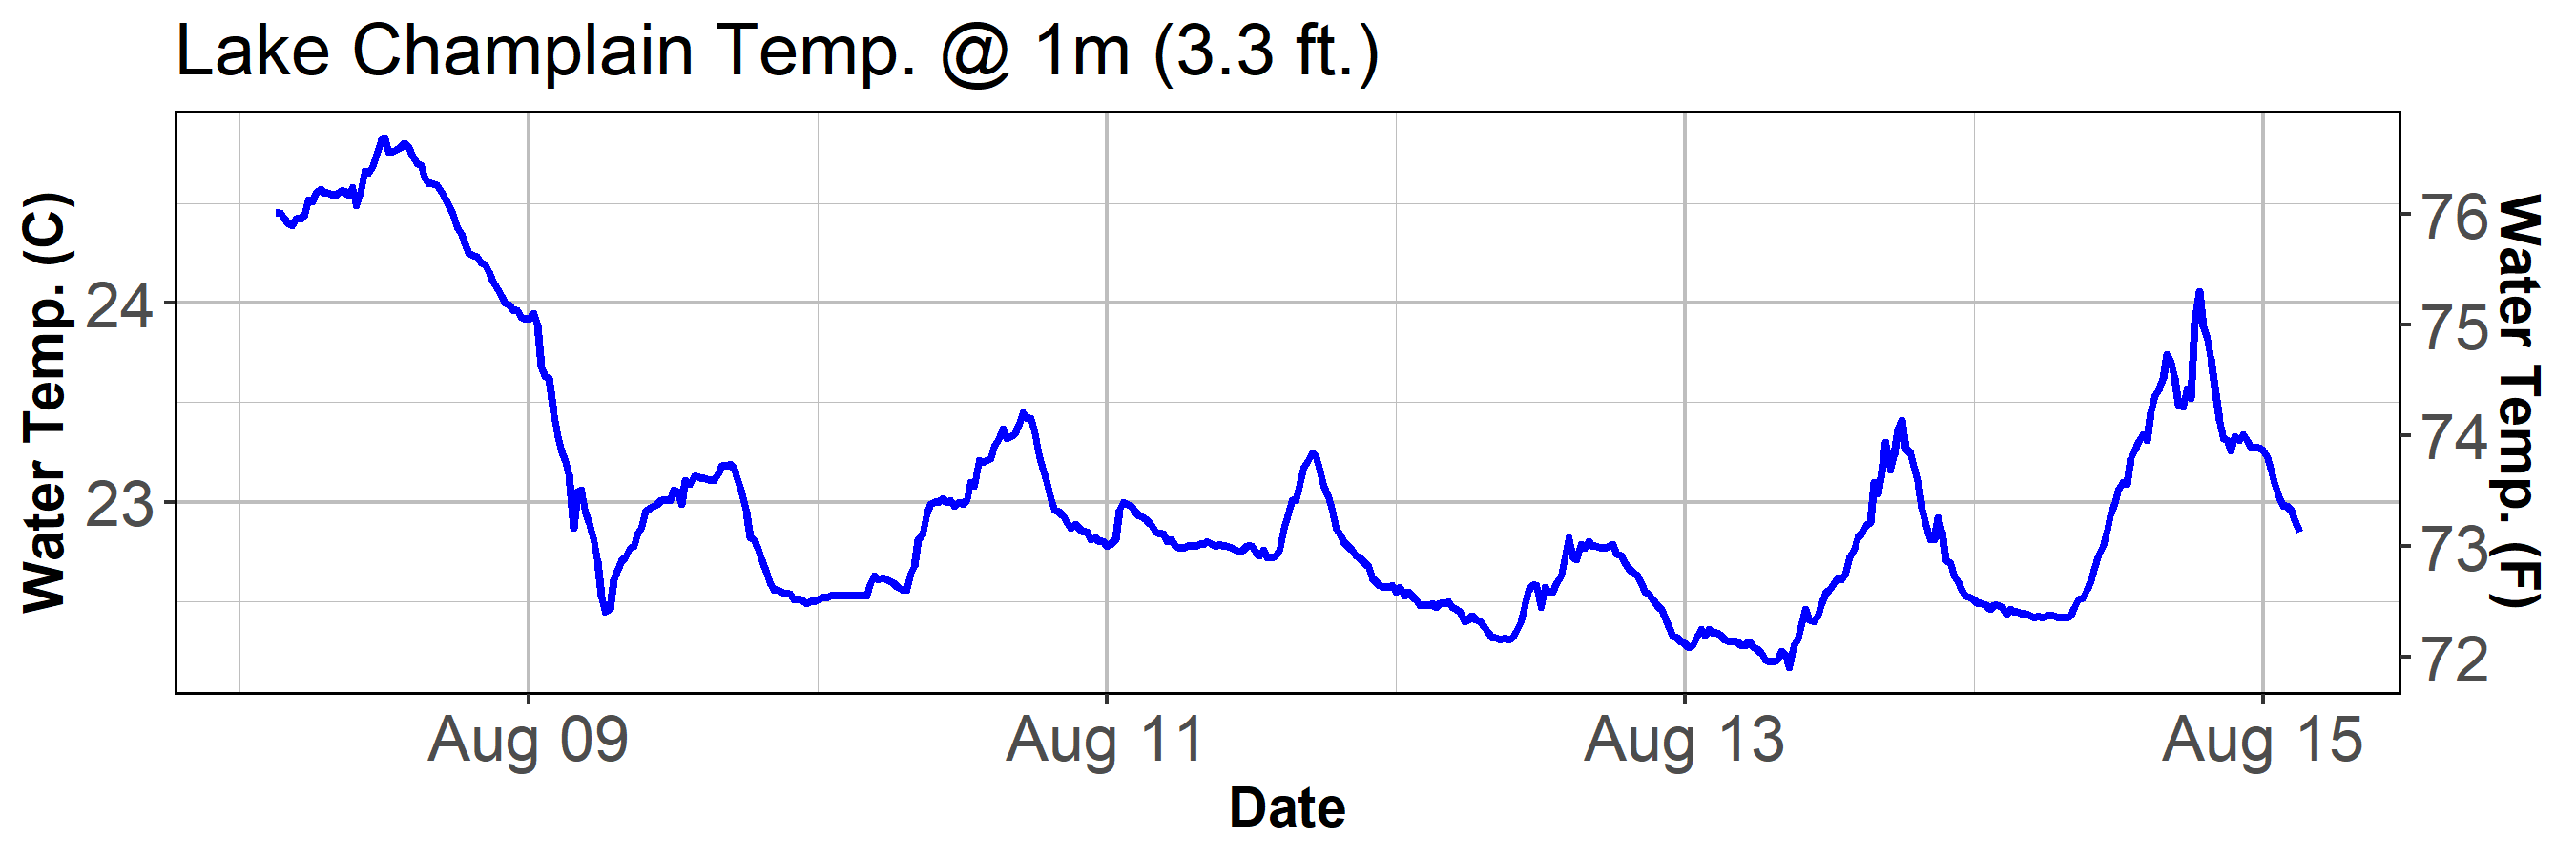 Lake Champlain Temp. @ 1m (3.3 ft.)
Water Temp. (C)
24
23
76
75
74
73
72
Water Temp. (F)
Aug 09
Aug 11
Aug 13
Aug 15
Date